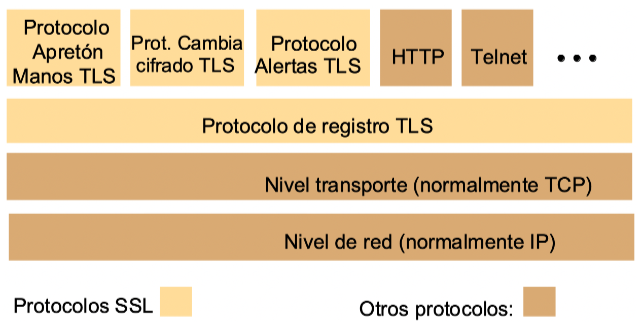 Protocolo
Apretón
Manos TLS
Prot. Cambia
cifrado TLS
Protocolo
Alertas TLS
HTTP
Telnet
•••
Protocolo de registro TLS
Nivel transporte (normalmente TCP)
Nivel de red (normalmente IP)
Protocolos SSL
Otros protocolos: